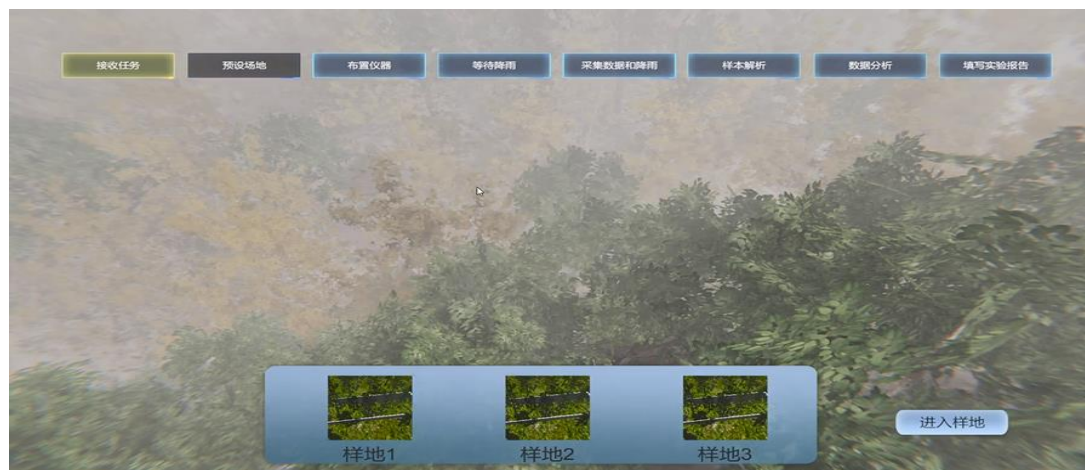 接收任务 预设场地 布置仪器 等待降雨 采集数据和降雨 样本解析 数据分析 填写实验报告
进入样地
样地1 样地2 样地3